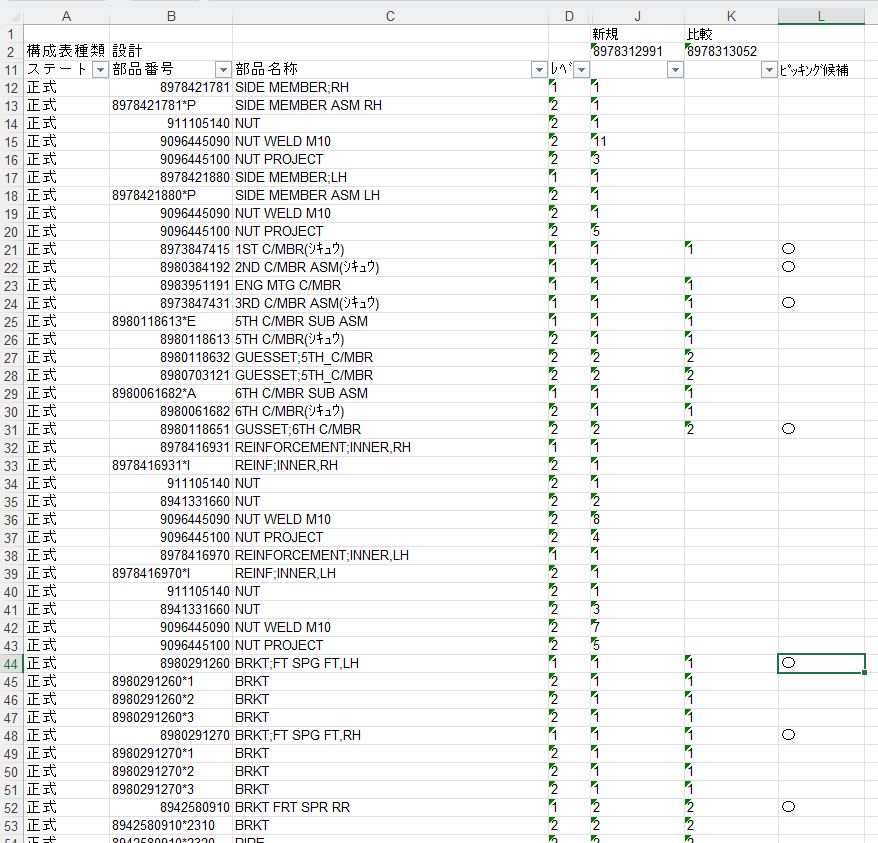 A B C D J K L
1 新規 比較
2 構成表種類 設計 8978312991 8978313052
11 ステート 部品番号 部品名称 ﾚﾍﾞ ﾋﾟｯｷﾝｸﾞ候補
12 正式 8978421781 SIDE MEMBER;RH 1 1
13 正式 8978421781*P SIDE MEMBER ASM RH 2 1
14 正式 911105140 NUT 2 1
15 正式 9096445090 NUT WELD M10 2 11
16 正式 9096445100 NUT PROJECT 2 3
17 正式 8978421880 SIDE MEMBER;LH 1 1
18 正式 8978421880*P SIDE MEMBER ASM LH 2 1
19 正式 9096445090 NUT WELD M10 2 1
20 正式 9096445100 NUT PROJECT 2 5
21 正式 8973847415 1ST C/MBR(ｼｷｭｳ) 1 1 1 〇
22 正式 8980384192 2ND C/MBR ASM(ｼｷｭｳ) 1 1 〇
23 正式 8983951191 ENG MTG C/MBR 1 1 1
24 正式 8973847431 3RD C/MBR ASM(ｼｷｭｳ) 1 1 1 〇
25 正式 8980118613*E 5TH C/MBR SUB ASM 1 1 1
26 正式 8980118613 5TH C/MBR(ｼｷｭｳ) 2 1 1
27 正式 8980118632 GUESSET;5TH_C/MBR 2 2 2
28 正式 8980703121 GUESSET;5TH_C/MBR 2 2 2
29 正式 8980061682*A 6TH C/MBR SUB ASM 1 1 1
30 正式 8980061682 6TH C/MBR(ｼｷｭｳ) 2 1 1
31 正式 8980118651 GUSSET;6TH C/MBR 2 2 2 〇
32 正式 8978416931 REINFORCEMENT;INNER,RH 1 1
33 正式 8978416931*I REINF;INNER,RH 2 1
34 正式 911105140 NUT 2 1
35 正式 8941331660 NUT 2 2
36 正式 9096445090 NUT WELD M10 2 8
37 正式 9096445100 NUT PROJECT 2 4
38 正式 8978416970 REINFORCEMENT;INNER,LH 1 1
39 正式 8978416970*I REINF;INNER,LH 2 1
40 正式 911105140 NUT 2 1
41 正式 8941331660 NUT 2 3
42 正式 9096445090 NUT WELD M10 2 7
43 正式 9096445100 NUT PROJECT 2 5
44 正式 8980291260 BRKT;FT SPG FT,LH 1 1 1 〇
45 正式 8980291260*1 BRKT 2 1 1
46 正式 8980291260*2 BRKT 2 1 1
47 正式 8980291260*3 BRKT 2 1 1
48 正式 8980291270 BRKT;FT SPG FT,RH 1 1 1 〇
49 正式 8980291270*1 BRKT 2 1 1
50 正式 8980291270*2 BRKT 2 1 1
51 正式 8980291270*3 BRKT 2 1 1
52 正式 8942580910 BRKT FRT SPR RR 1 2 2 〇
53 正式 8942580910*2310 BRKT 2 2 2
54 正式 8942580910*2320 PIPE 2 2 2